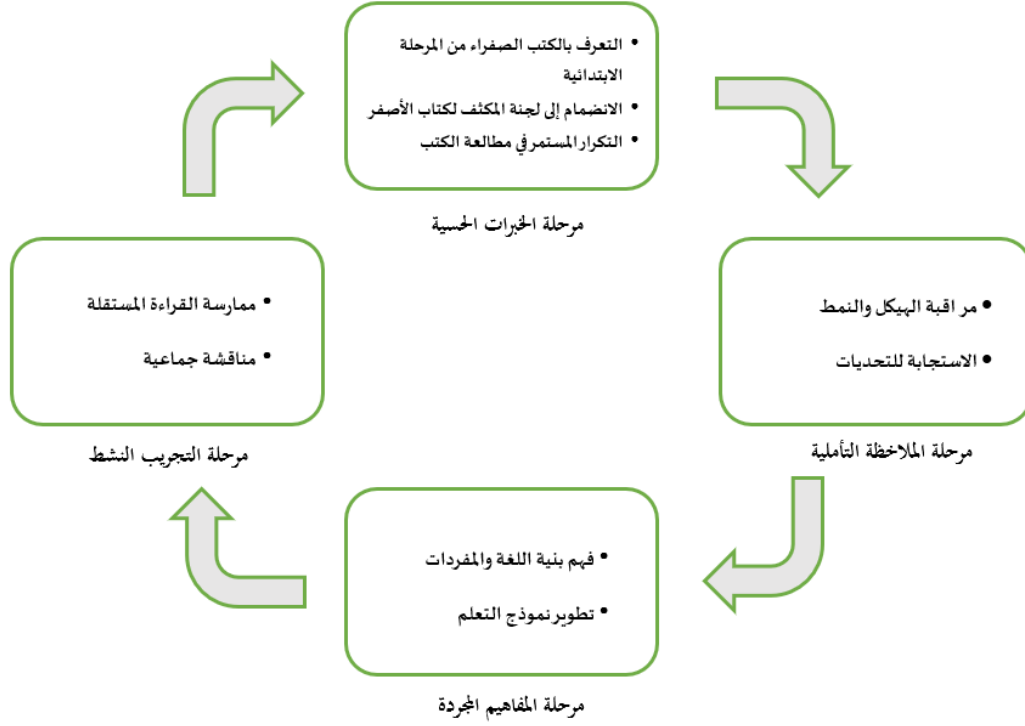 • التعرف بالكتب الصفراء من المرحلة
الابتدائية
• الانضمام إلى لجنة المكثف لكتاب الأصفر
• التكرار المستمر في مطالعة الكتب
مرحلة الخبرات الحسية
• مراقبة الهيكل والنمط
• الاستجابة للتحديات
مرحلة الملاخظة التأملية
• فهم بنية اللغة والمفردات
• تطوير نموذج التعلم
مرحلة المفاهيم المجردة
• ممارسة القراءة المستقلة
• مناقشة جماعية
مرحلة التجريب النشط